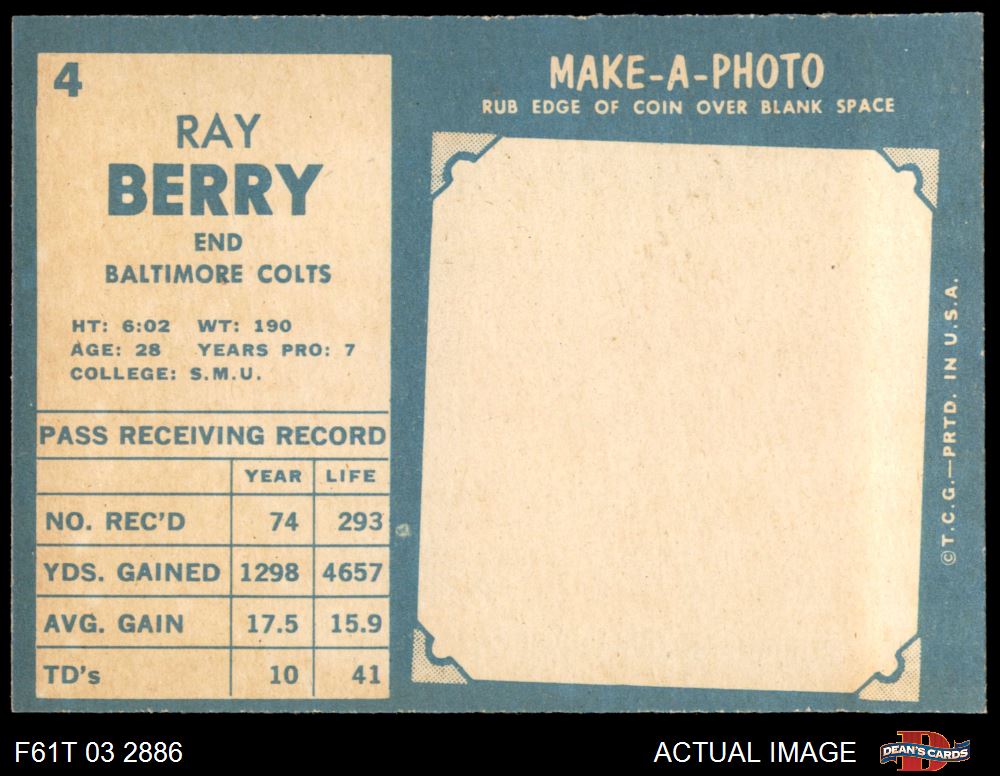 4
RAY
BERRY
END
BALTIMORE COLTS
HT: 6:02 WT: 190
AGE: 28 YEARS PRO: 7
COLLEGE: S.M.U.
PASS RECEIVING RECORD
YEAR LIFE
NO. REC'D 74 293
YDS. GAINED 1298 4657
AVG. GAIN 17.5 15.9
TD's 10 41
MAKE-A-PHOTO
RUB EDGE OF COIN OVER BLANK SPACE
©T.C.G.—PRTD. IN U.S.A.
F61T 03 2886
ACTUAL IMAGE
D
DEAN'S CARDS